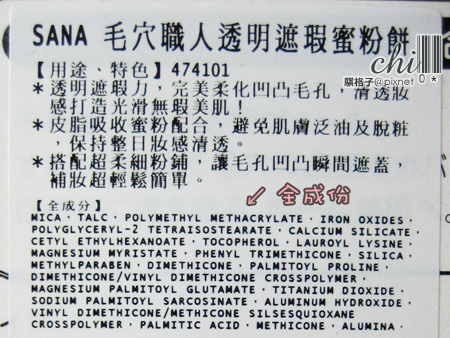 SANA 毛穴職人透明遮瑕蜜粉餅
chi
騏格子@pixnet
【用途、特色】474101
* 透明遮瑕力，完美柔化凹凸毛孔，清透妝
感打造光滑無瑕美肌！
* 皮脂吸收蜜粉配合，避免肌膚泛油及脫粧
，保持整日妝感清透。
* 搭配超柔細粉鋪，讓毛孔凹凸瞬間遮蓋，
補妝超輕鬆簡單。
【全成分】
全成份
MICA・TALC・POLYMETHYL METHACRYLATE・IRON OXIDES・
POLYGLYCERYL-2 TETRAISOSTEARATE・CALCIUM SILICATE・
CETYL ETHYLHEXANOATE・TOCOPHEROL・LAUROYL LYSINE・
MAGNESIUM MYRISTATE・PHENYL TRIMETHICONE・SILICA・
METHYLPARABEN・DIMETHICONE・PALMITOYL PROLINE・
DIMETHICONE/VINYL DIMETHICONE CROSSPOLYMER・
MAGNESIUM PALMITOYL GLUTAMATE・TITANIUM DIOXIDE・
SODIUM PALMITOYL SARCOSINATE・ALUMINUM HYDROXIDE・
VINYL DIMETHICONE/METHICONE SILSESQUIOXANE
CROSSPOLYMER・PALMITIC ACID・METHICONE・ALUMINA・